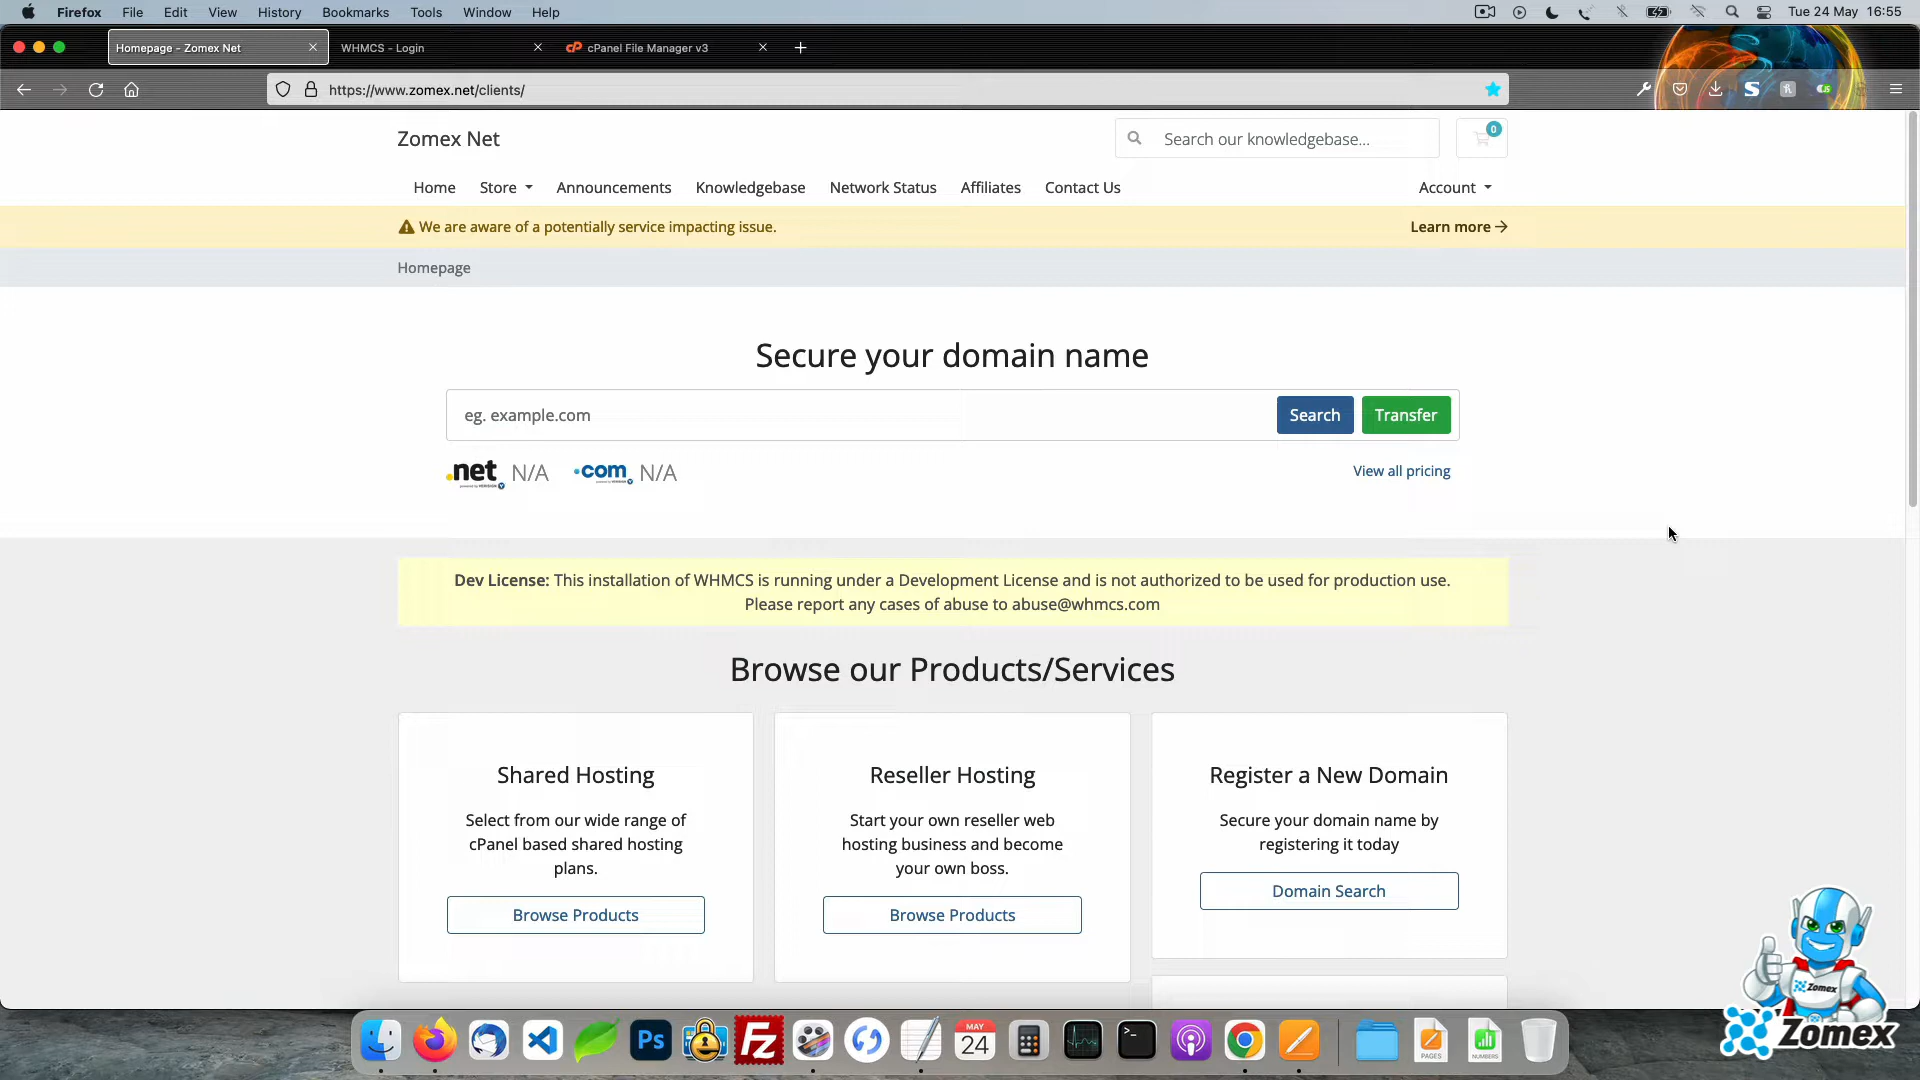 Firefox File Edit View History Bookmarks Tools Window Help Tue 24 May 16:55
Homepage - Zomex Net WHMCS - Login cPanel File Manager v3
https://www.zomex.net/clients/
Zomex Net Search our knowledgebase... 0
Home Store Announcements Knowledgebase Network Status Affiliates Contact Us Account
We are aware of a potentially service impacting issue. Learn more
Homepage
Secure your domain name
eg. example.com Search Transfer
.net N/A .com N/A View all pricing
Dev License: This installation of WHMCS is running under a Development License and is not authorized to be used for production use.
Please report any cases of abuse to abuse@whmcs.com
Browse our Products/Services
Shared Hosting
Select from our wide range of
cPanel based shared hosting
plans.
Browse Products
Reseller Hosting
Start your own reseller web
hosting business and become
your own boss.
Browse Products
Register a New Domain
Secure your domain name by
registering it today
Domain Search
Zomex
Zomex
Ps
Fz
MAY
24
PAGES
NUMBERS